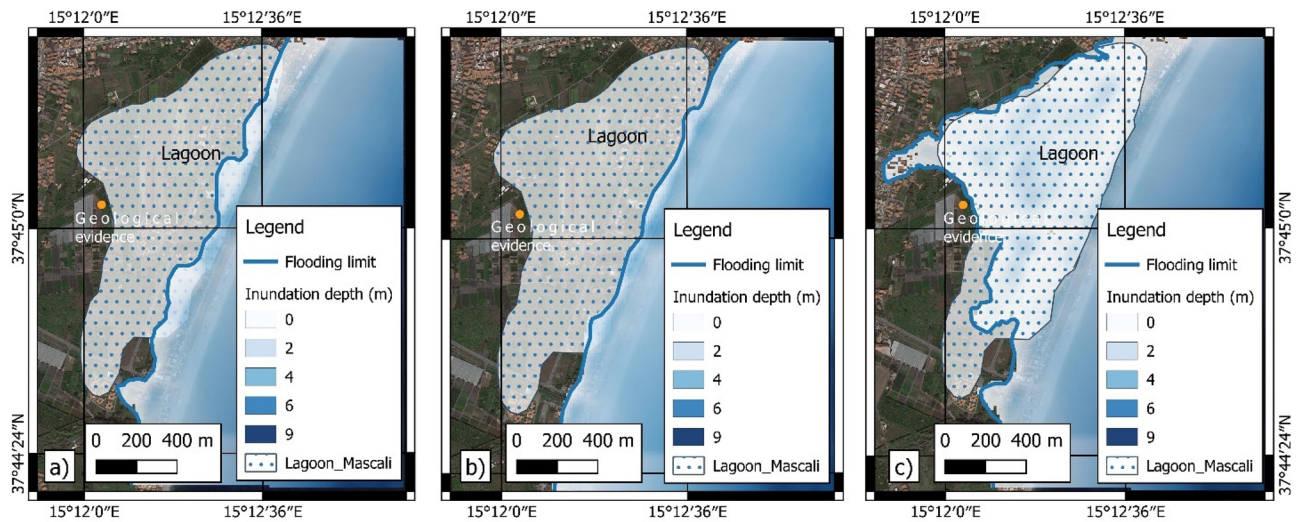 15°12′0″E 15°12′36″E 15°12′0″E 15°12′36″E 15°12′0″E 15°12′36″E
37°45′0″N
37°44′24″N
Lagoon
Geological
evidence
Legend
Flooding limit
Inundation depth (m)
0
2
4
6
9
Lagoon_Mascali
0 200 400 m
a)
Lagoon
Geological
evidence
Legend
Flooding limit
Inundation depth (m)
0
2
4
6
9
Lagoon_Mascali
0 200 400 m
b)
Lagoon
Geological
evidence
Legend
Flooding limit
Inundation depth (m)
0
2
4
6
9
Lagoon_Mascali
0 200 400 m
c)
37°45′0″N
37°44′24″N
15°12′0″E 15°12′36″E 15°12′0″E 15°12′36″E 15°12′0″E 15°12′36″E